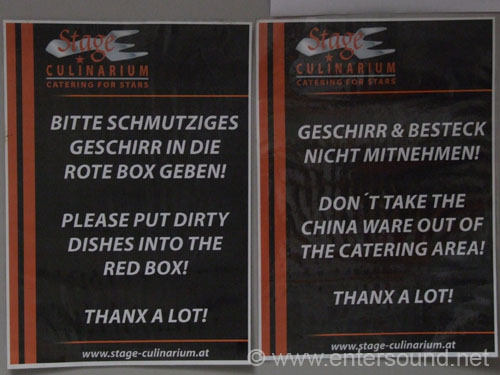 Stage
CULINARIUM
CATERING FOR STARS
BITTE SCHMUTZIGES
GESCHIRR IN DIE
ROTE BOX GEBEN!
PLEASE PUT DIRTY
DISHES INTO THE
RED BOX!
THANX A LOT!
www.stage-culinarium.at
Stage
CULINARIUM
CATERING FOR STARS
GESCHIRR & BESTECK
NICHT MITNEHMEN!
DON´T TAKE THE
CHINA WARE OUT OF
THE CATERING AREA!
THANX A LOT!
www.stage-culinarium.at
© www.entersound.net